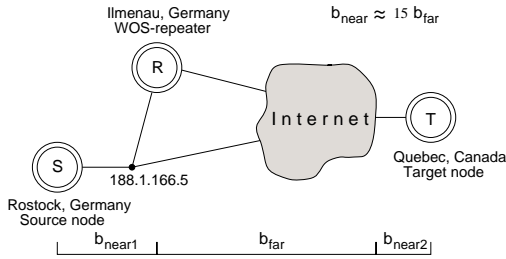 Ilmenau, Germany
WOS-repeater
b_near ≈ 15 b_far
R
Internet
T
S
188.1.166.5
Quebec, Canada
Target node
Rostock, Germany
Source node
b_near1
b_far
b_near2